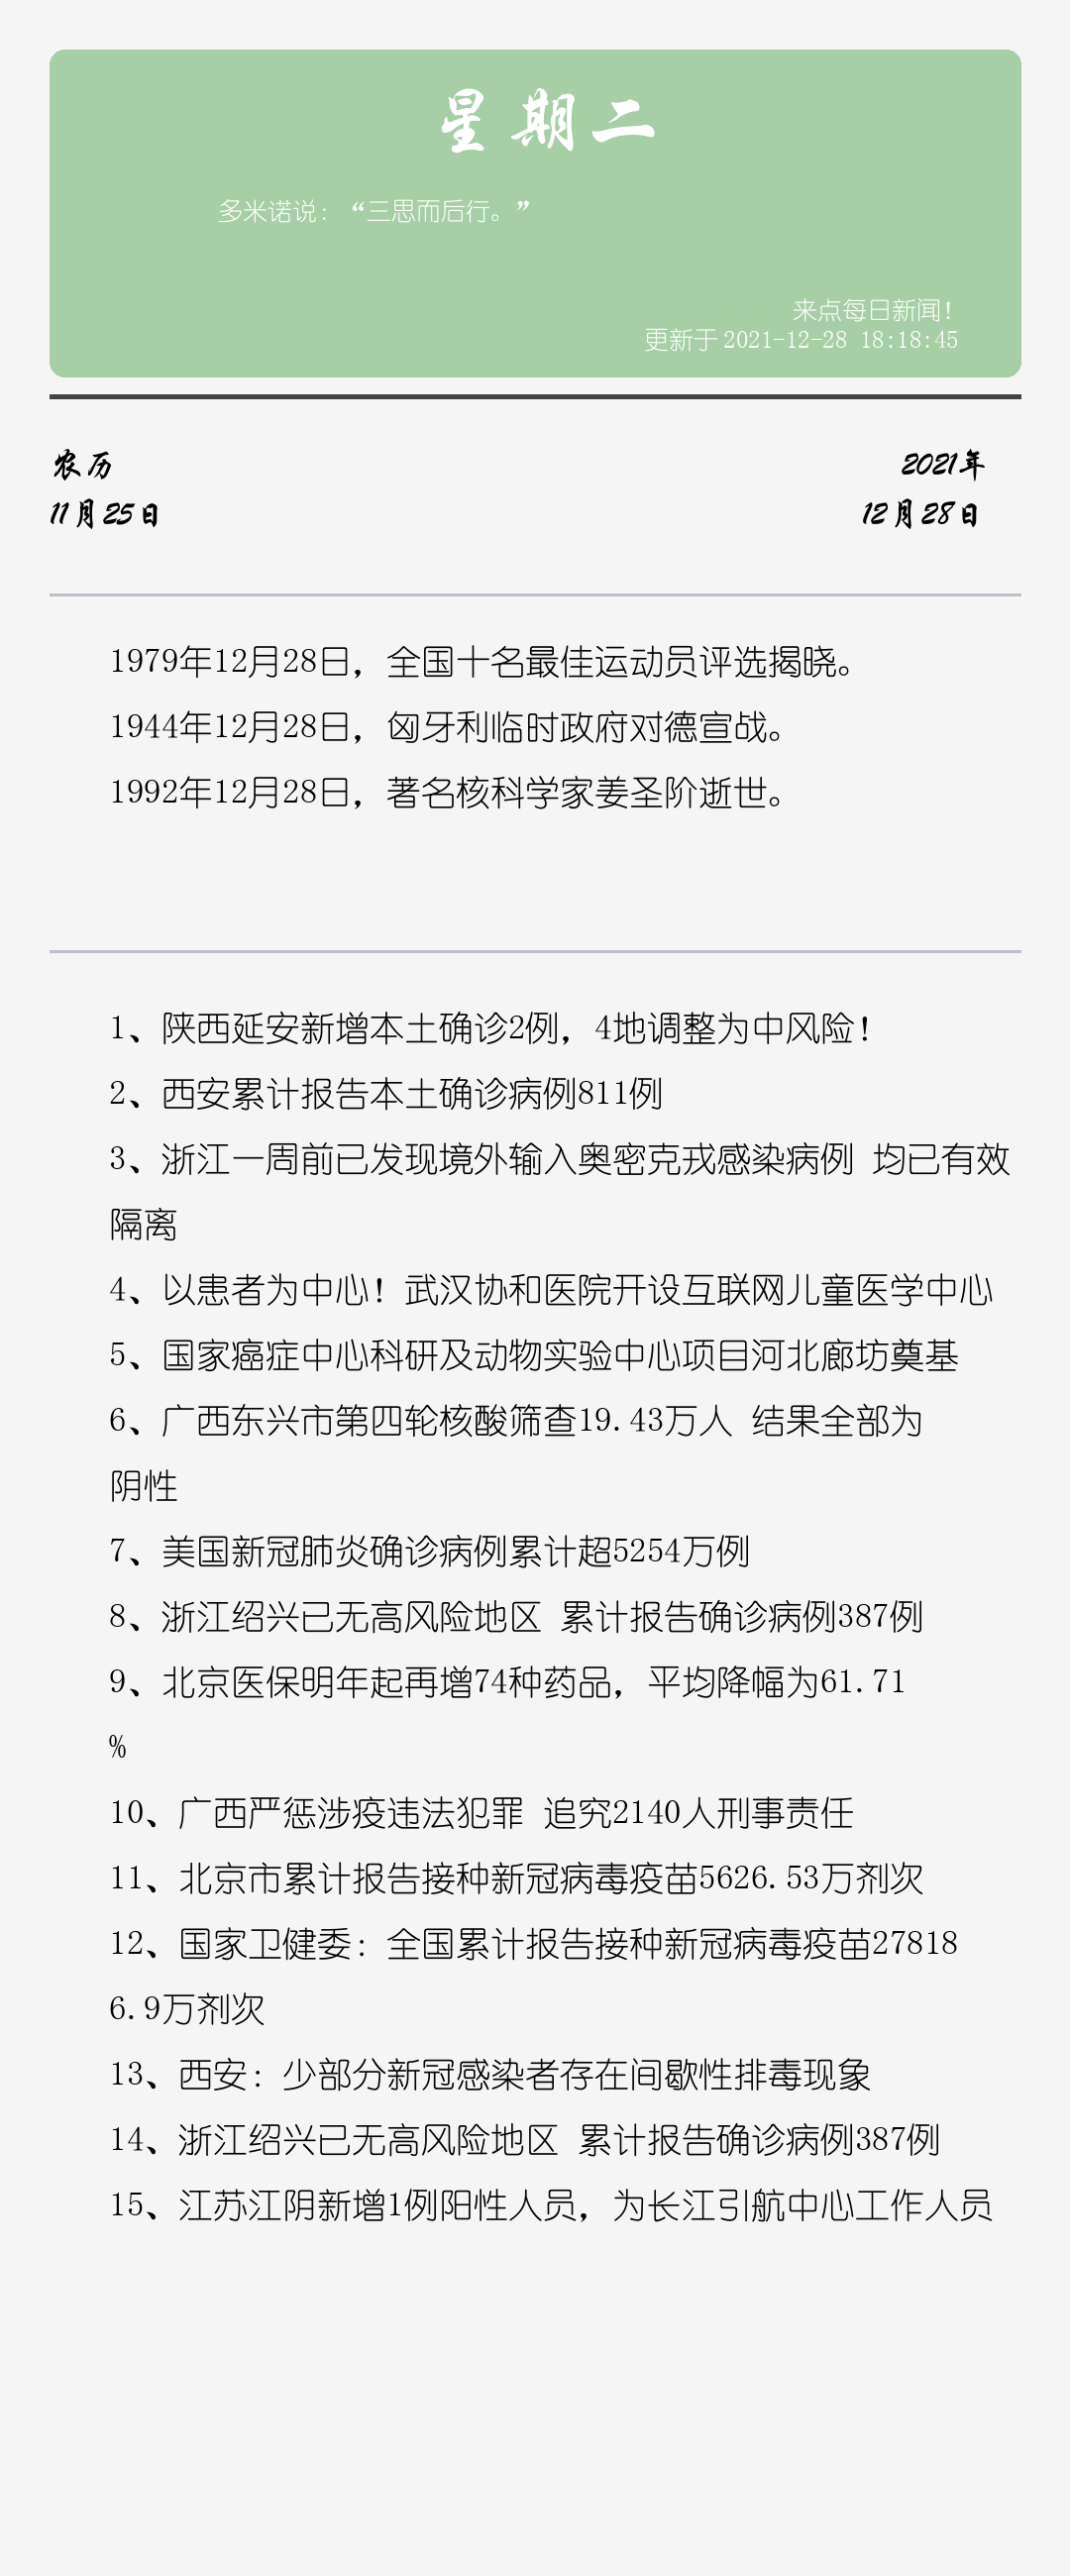 星期二
多米诺说：“三思而后行。”
来点每日新闻！
更新于2021-12-28 18:18:45
农历
2021年
11月25日
12月28日
1979年12月28日，全国十名最佳运动员评选揭晓。
1944年12月28日，匈牙利临时政府对德宣战。
1992年12月28日，著名核科学家姜圣阶逝世。
1、陕西延安新增本土确诊2例，4地调整为中风险！
2、西安累计报告本土确诊病例811例
3、浙江一周前已发现境外输入奥密克戎感染病例 均已有效
隔离
4、以患者为中心！武汉协和医院开设互联网儿童医学中心
5、国家癌症中心科研及动物实验中心项目河北廊坊奠基
6、广西东兴市第四轮核酸筛查19.43万人 结果全部为
阴性
7、美国新冠肺炎确诊病例累计超5254万例
8、浙江绍兴已无高风险地区 累计报告确诊病例387例
9、北京医保明年起再增74种药品，平均降幅为61.71
%
10、广西严惩涉疫违法犯罪 追究2140人刑事责任
11、北京市累计报告接种新冠病毒疫苗5626.53万剂次
12、国家卫健委：全国累计报告接种新冠病毒疫苗27818
6.9万剂次
13、西安：少部分新冠感染者存在间歇性排毒现象
14、浙江绍兴已无高风险地区 累计报告确诊病例387例
15、江苏江阴新增1例阳性人员，为长江引航中心工作人员